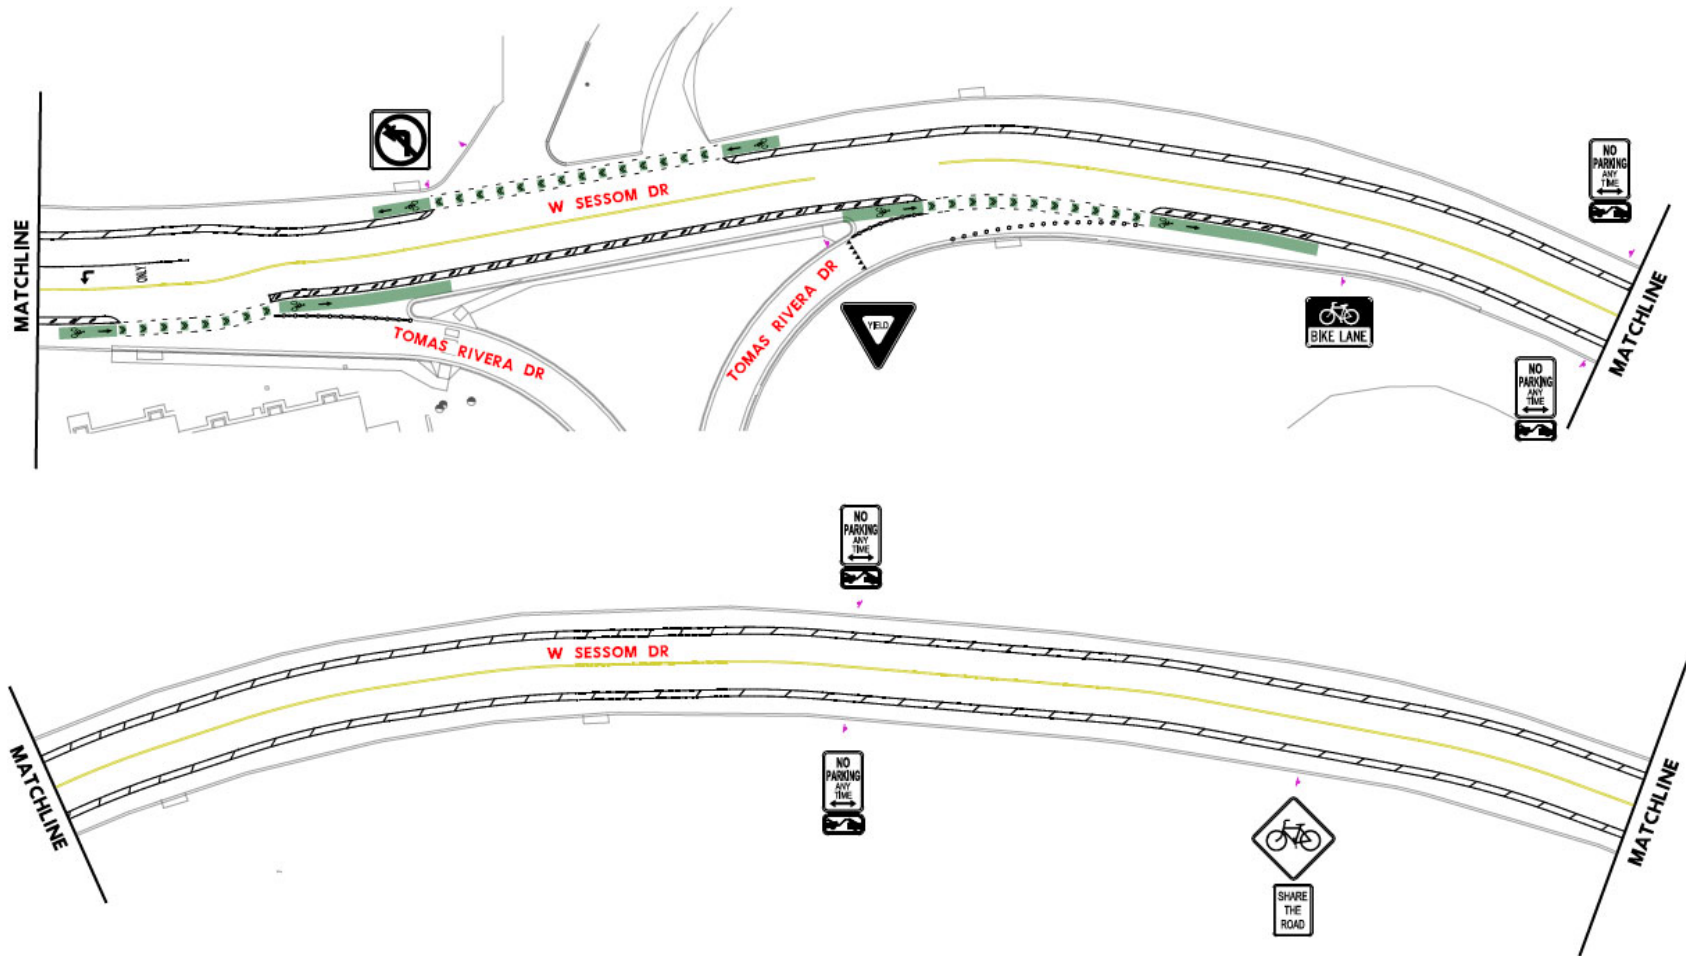 NO
PARKING
ANY
TIME
W SESSOM DR
MATCHLINE
ONLY
TOMAS RIVERA DR
TOMAS RIVERA DR
YIELD
BIKE LANE
MATCHLINE
NO
PARKING
ANY
TIME
NO
PARKING
ANY
TIME
W SESSOM DR
MATCHLINE
NO
PARKING
ANY
TIME
MATCHLINE
SHARE
THE
ROAD